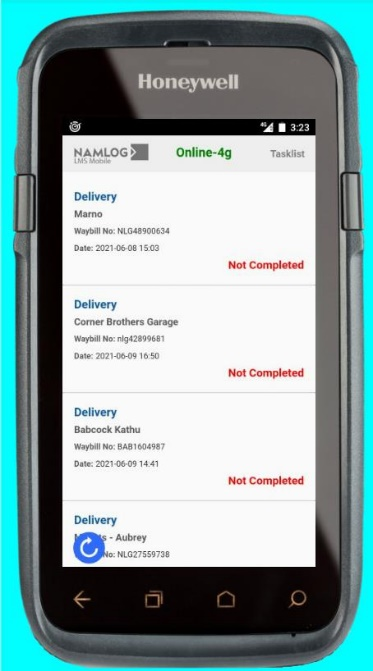 Honeywell
4G 3:23
NAMLOG Online-4g Tasklist
LMS Mobile
Delivery
Marno
Waybill No: NLG48900634
Date: 2021-06-08 15:03
Not Completed
Delivery
Corner Brothers Garage
Waybill No: nlg42899681
Date: 2021-06-09 16:50
Not Completed
Delivery
Babcock Kathu
Waybill No: BAB1604987
Date: 2021-06-09 14:41
Not Completed
Delivery
- Aubrey
No: NLG27559738